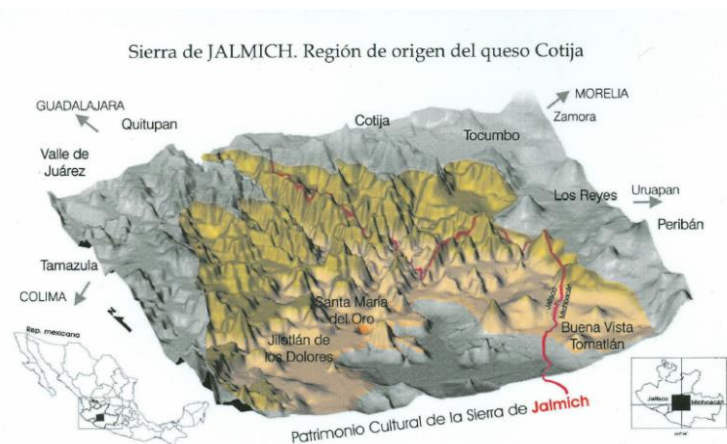 Sierra de JALMICH. Región de origen del queso Cotija
GUADALAJARA
Quitupan
Cotija
MORELIA
Zamora
Tocumbo
Valle de
Juárez
Los Reyes
Uruapan
Peribán
Tamazula
COLIMA
N
Santa María
del Oro
Jalisco
Michoacán
Jilotlán de
los Dolores
Buena Vista
Tomatlán
Rep. mexicana
Jalisco
Michoacán
Patrimonio Cultural de la Sierra de Jalmich